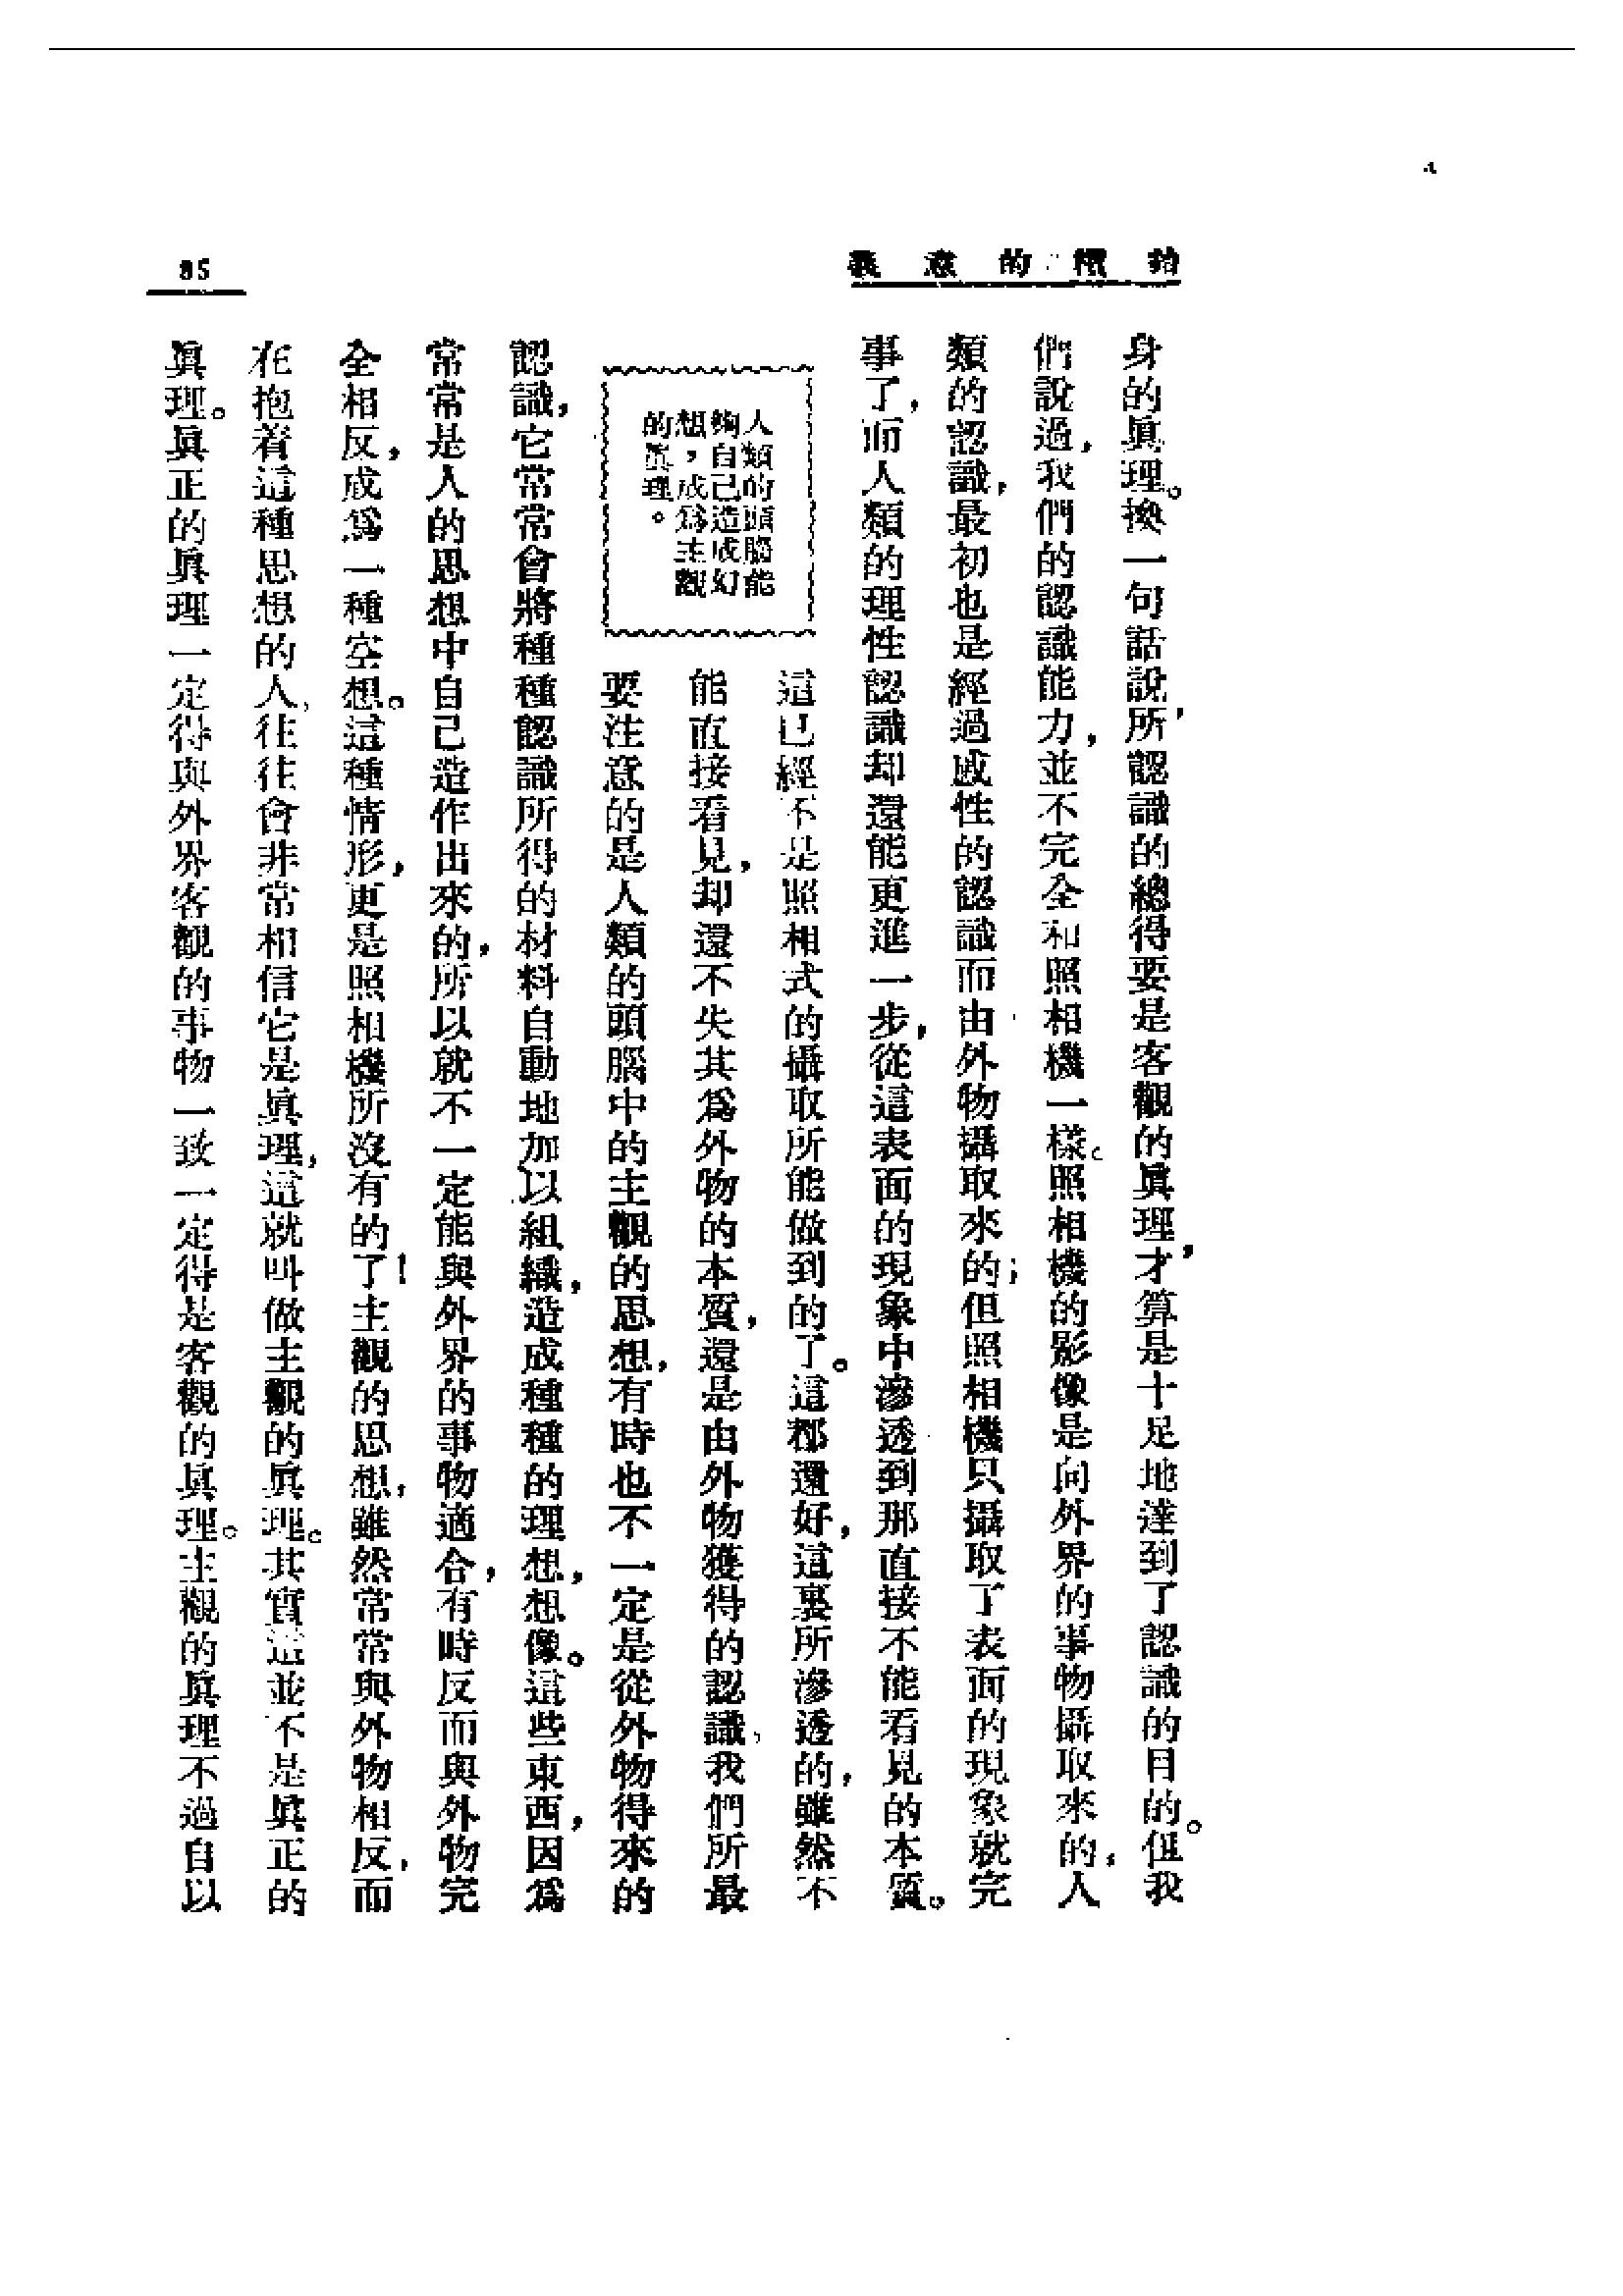 的意義
85
身的眞理。換一句話說，所認識的總得要是客觀的眞理，才算是十足地達到了認識的目的。但我
們說過，我們的認識能力，並不完全和照相機一樣。照相機的影像是向外界的事物攝取來的，人
類的認識，最初也是經過感性的認識而由外物攝取來的；但照相機只攝取了表面的現象就完
事了，而人類的理性認識却還能更進一步，從這表面的現象中滲透到那直接不能看見的本質。
這已經不是照相式的攝取所能做到的了。這都還好，這裏所滲透的，雖然不
能直接看見，却還不失其爲外物的本質，還是由外物獲得的認識，我們所最
要注意的是人類的頭腦中的主觀的思想，有時也不一定是從外物得來的
人類的頭腦能
夠自己造成幻
想，成爲主觀
的眞理。
認識，它常常會將種種認識所得的材料自動地加以組織，造成種種的理想，想像。這些東西，因爲
常常是人的思想中自己造作出來的，所以就不一定能與外界的事物適合，有時反而與外物完
全相反，成爲一種空想。這種情形，更是照相機所沒有的了！主觀的思想，雖然常常與外物相反，而
在抱着這種思想的人，往往會非常相信它是眞理，這就叫做主觀的眞理。其實這並不是眞正的
眞理。眞正的眞理一定得與外界客觀的事物一致一定得是客觀的眞理。主觀的眞理不過自以